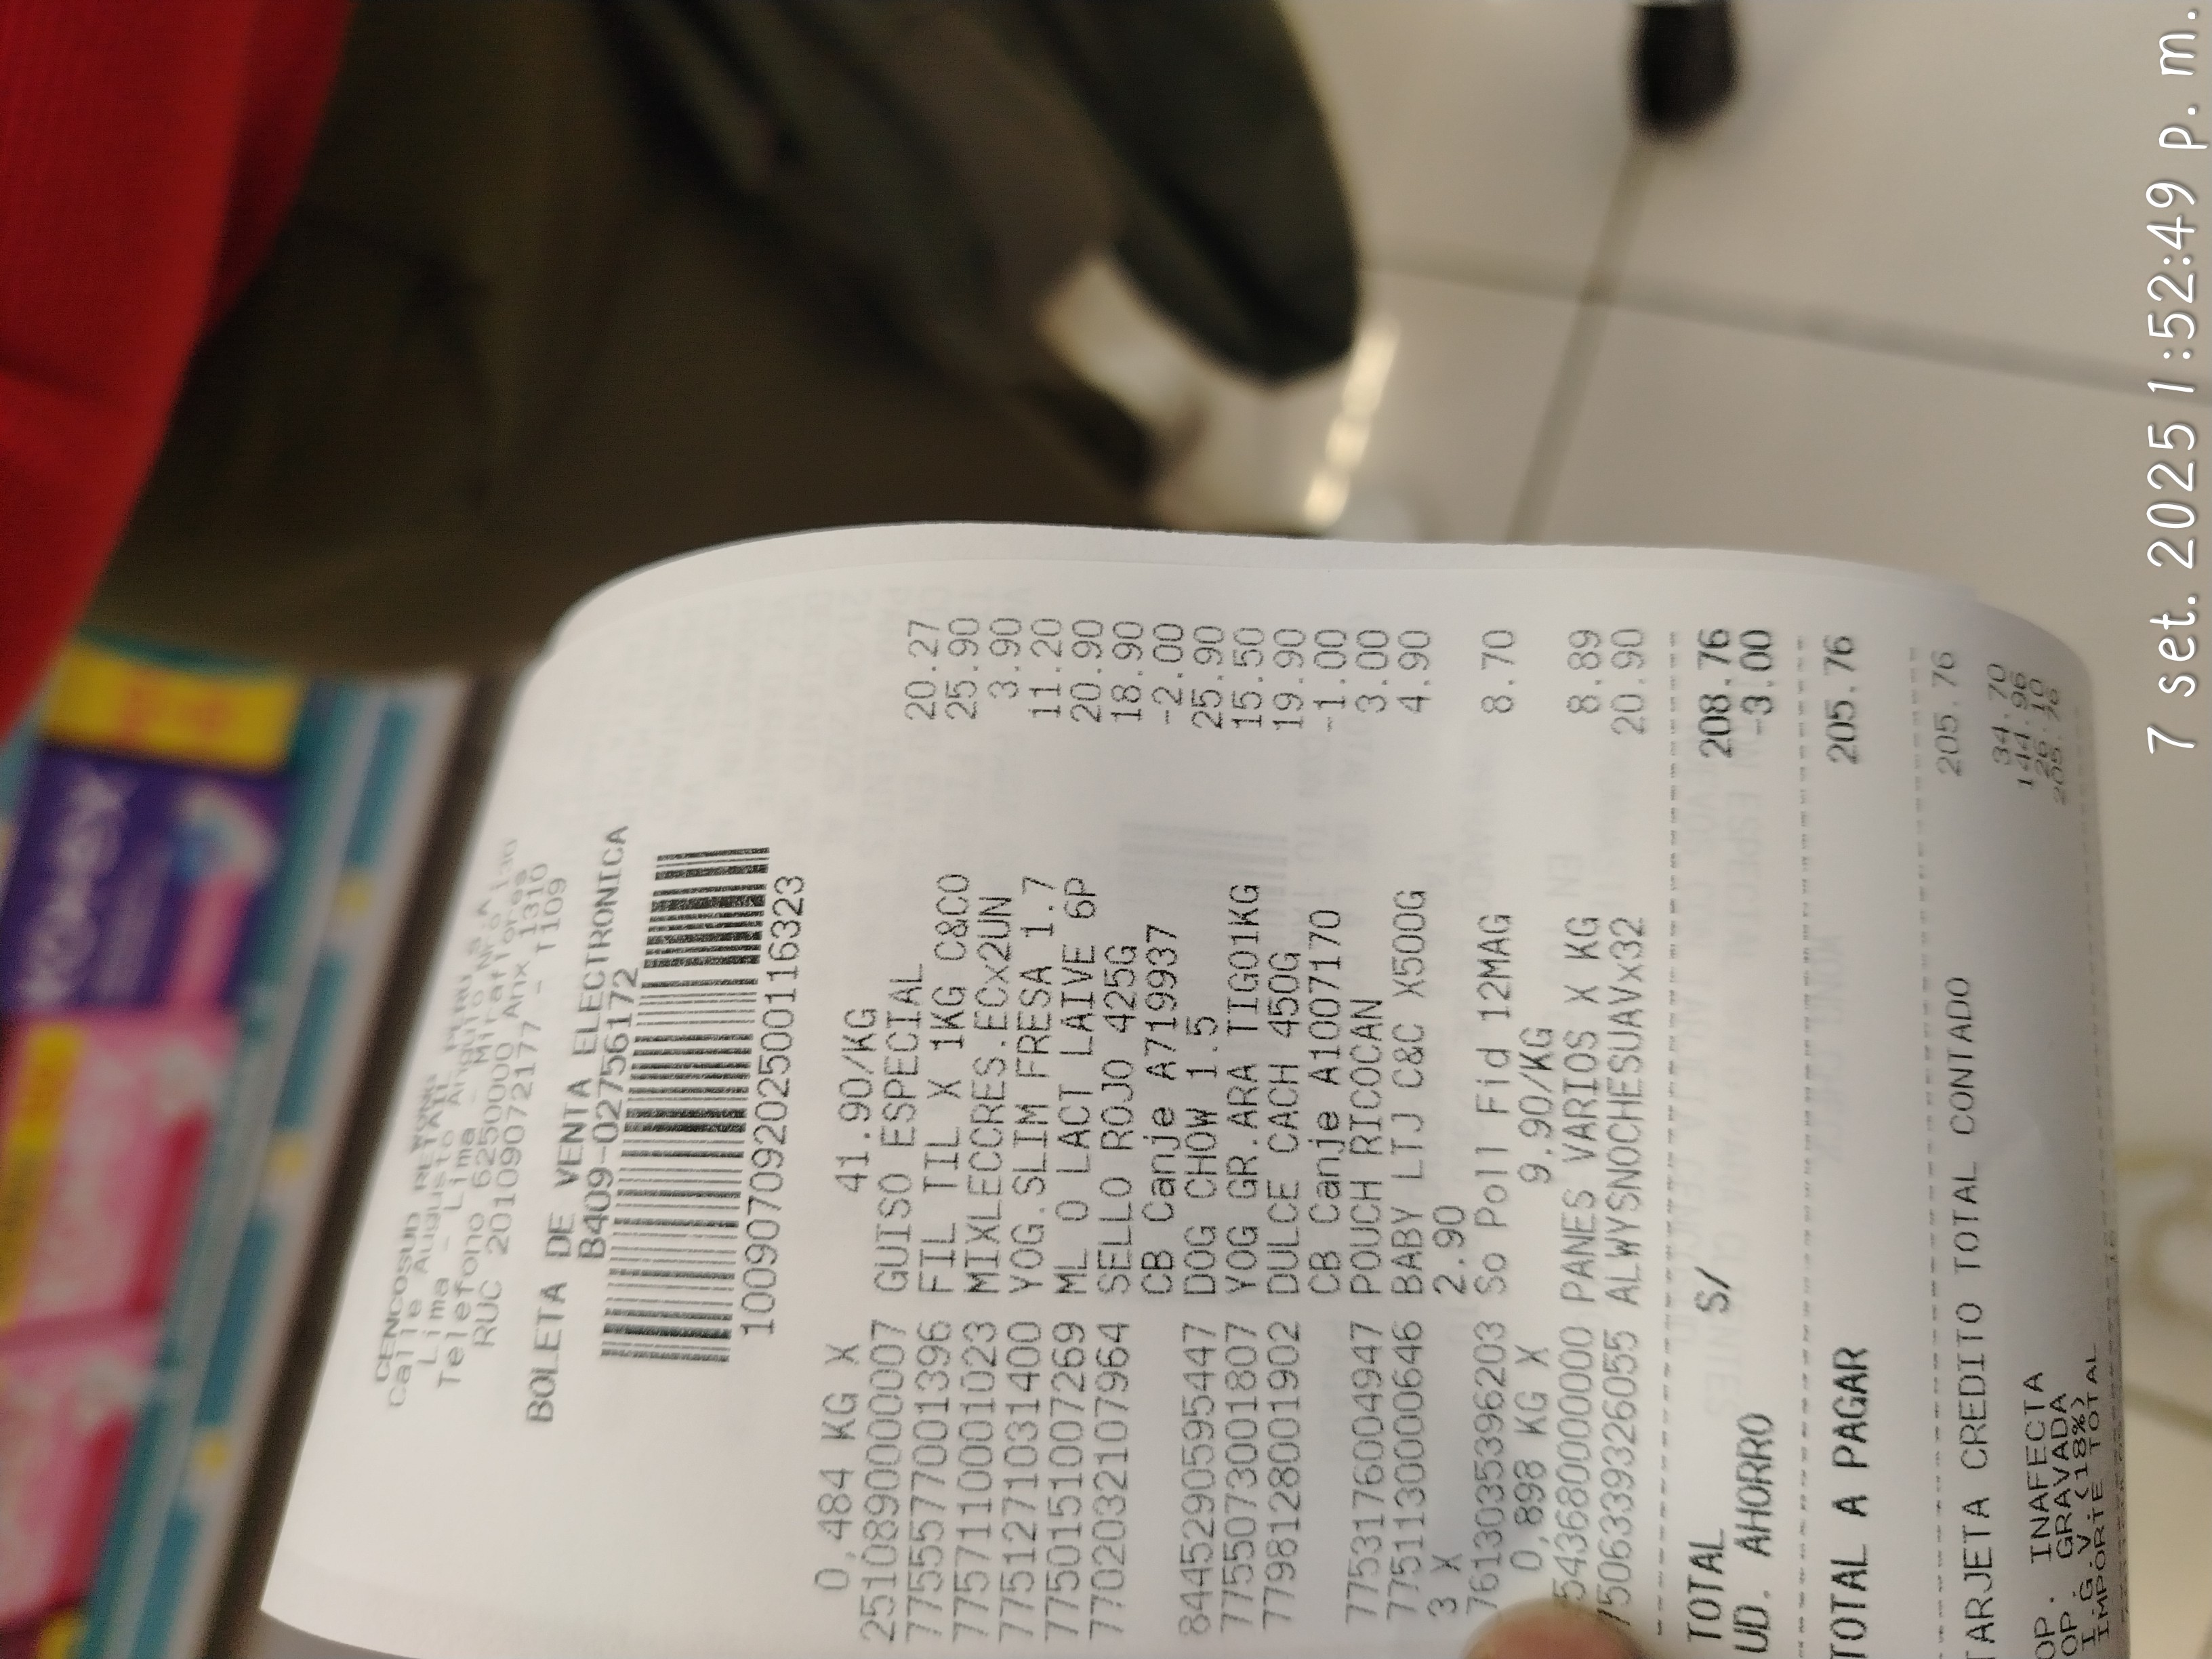 KOTEX
WONG
CENCOSUD RETAIL PERU S.A.
Calle Augusto Angulo Nro 130
Lima - Lima - Miraflores
Telefono 6250000 Anx 1310
RUC 20109072177 - T109
BOLETA DE VENTA ELECTRONICA
B409-02756172
10090709202500116323
0,484 KG X 41.90/KG
2510890000007 GUISO ESPECIAL 20.27
7755577001396 FIL TIL X 1KG C&CO 25.90
7757110001023 MIXLECCRES.ECx2UN 3.90
7751271031400 YOG.SLIM FRESA 1.7 11.20
7750151007269 ML 0 LACT LAIVE 6P 20.90
7702032107964 SELLO ROJO 425G 18.90
CB Canje A719937 -2.00
8445290595447 DOG CHOW 1.5 25.90
7755073001807 YOG GR.ARA TIGO1KG 15.50
7798128001902 DULCE CACH 450G 19.90
CB Canje A1007170 -1.00
7753176004947 POUCH RICOCAN 3.00
7751130000646 BABY LTJ C&C X500G 4.90
3 X 2.90
7613035396203 So Poll Fid 12MAG 8.70
0,898 KG X 9.90/KG
543680000000 PANES VARIOS X KG 8.89
7506339326055 ALWYSNOCHESUAVx32 20.90
TOTAL S/ 208.76
UD. AHORRO -3.00
TOTAL A PAGAR 205.76
TARJETA CREDITO TOTAL CONTADO 205.76
OP. INAFECTA 34.70
OP. GRAVADA 144.96
I.G.V.(18%) 26.10
IMPORTE TOTAL 205.76
7 set. 2025 1:52:49 p. m.